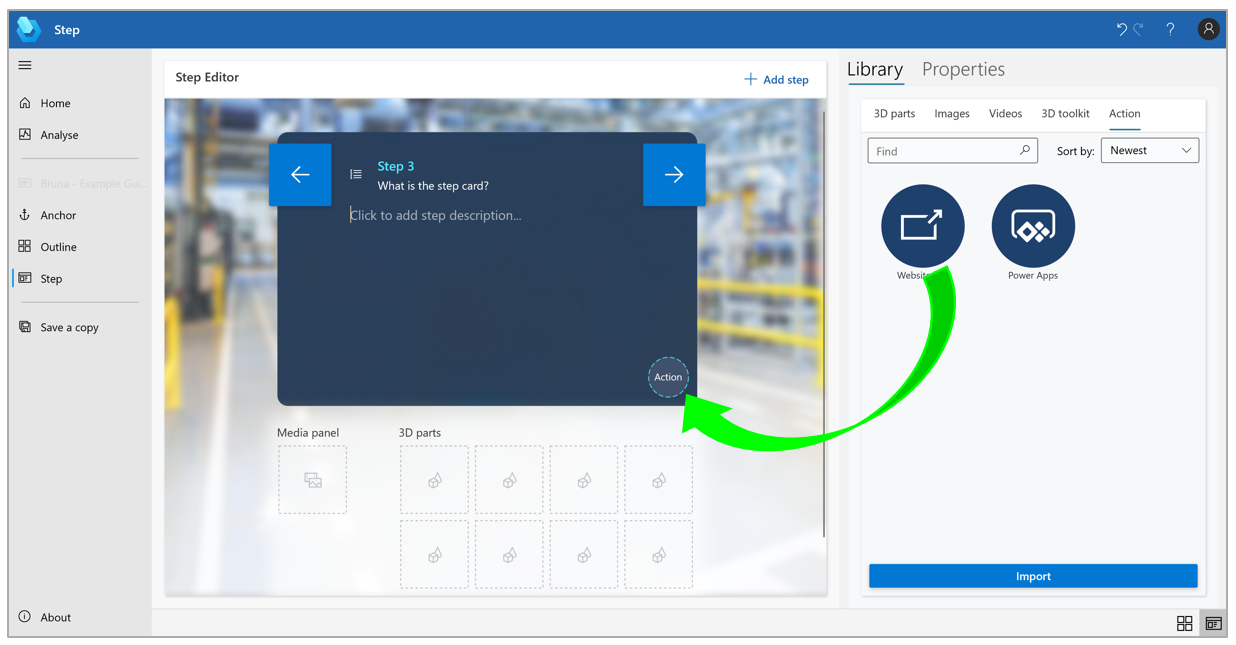 Step
Home
Analyse
Bruna - Example Gui...
Anchor
Outline
Step
Save a copy
About
Step Editor
Add step
Step 3
What is the step card?
Click to add step description...
Action
Media panel
3D parts
Library Properties
3D parts Images Videos 3D toolkit Action
Find Sort by: Newest
Power Apps
Import